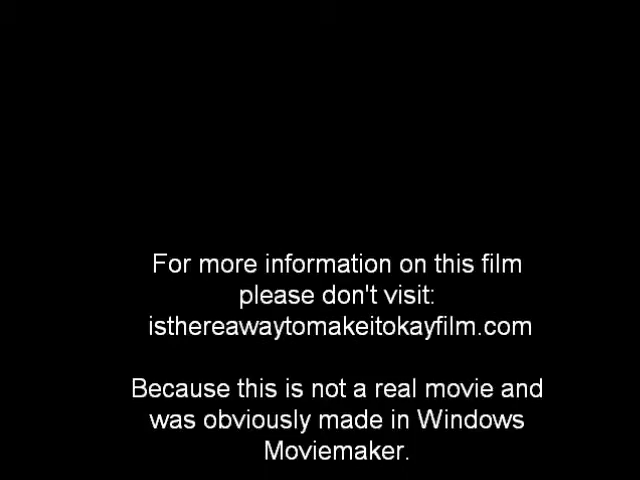 For more information on this film
please don't visit:
isthereawaytomakeitokayfilm.com
Because this is not a real movie and
was obviously made in Windows
Moviemaker.